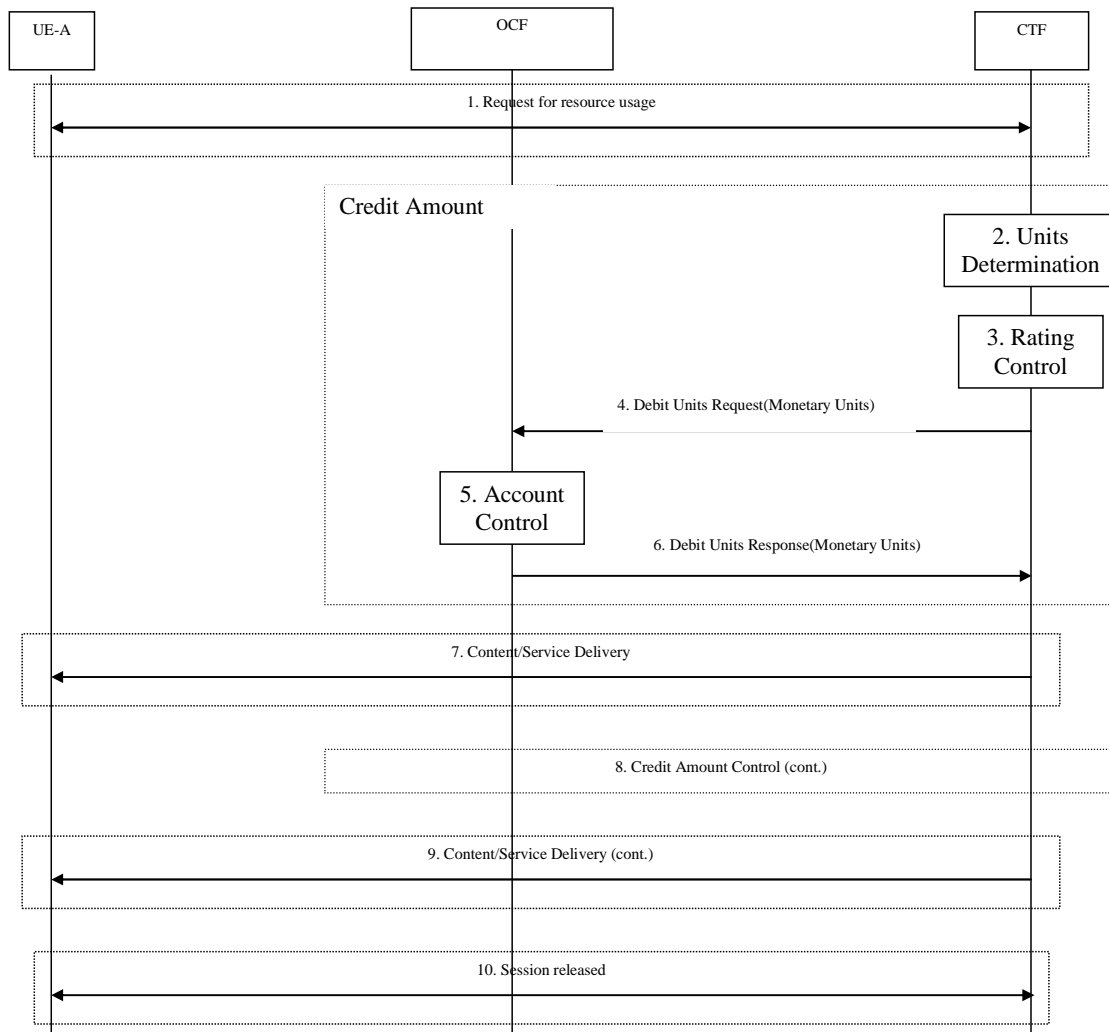 UE-A
OCF
CTF
1. Request for resource usage
Credit Amount
2. Units
Determination
3. Rating
Control
4. Debit Units Request(Monetary Units)
5. Account
Control
6. Debit Units Response(Monetary Units)
7. Content/Service Delivery
8. Credit Amount Control (cont.)
9. Content/Service Delivery (cont.)
10. Session released